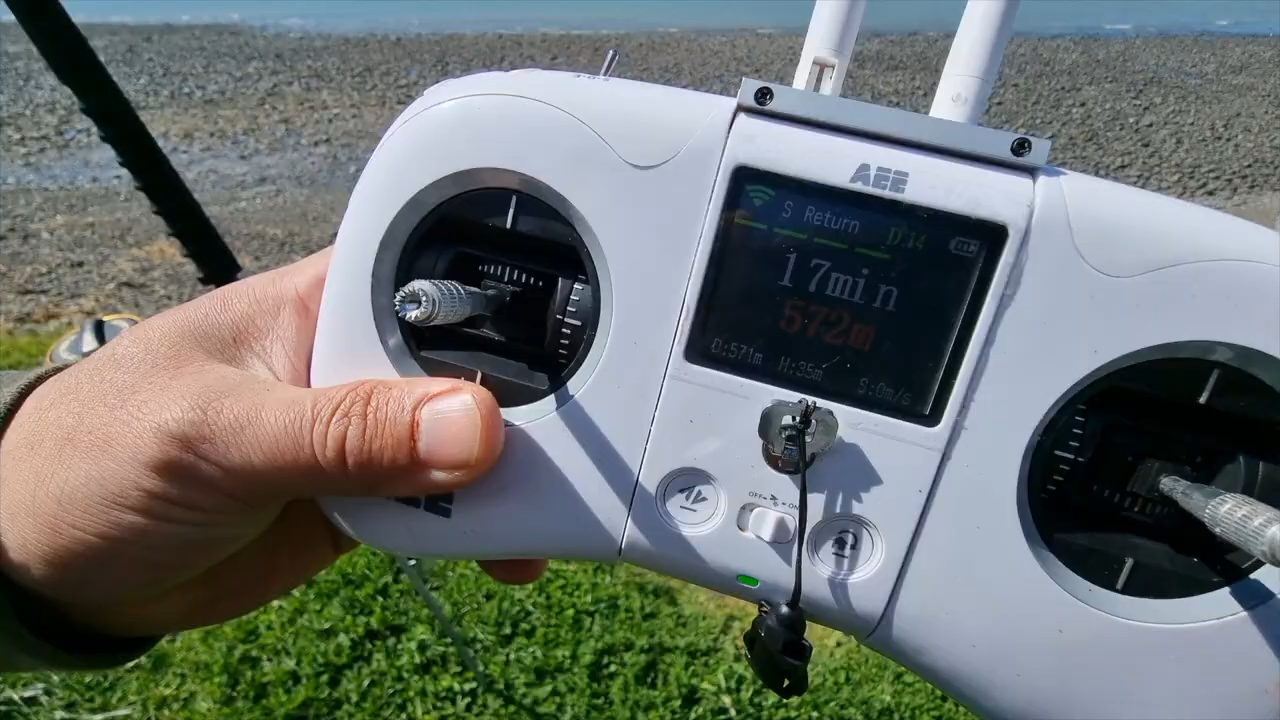 AEE
S Return D:14
17min
572m
D:571m H:35m S:0m/s
OFF ON